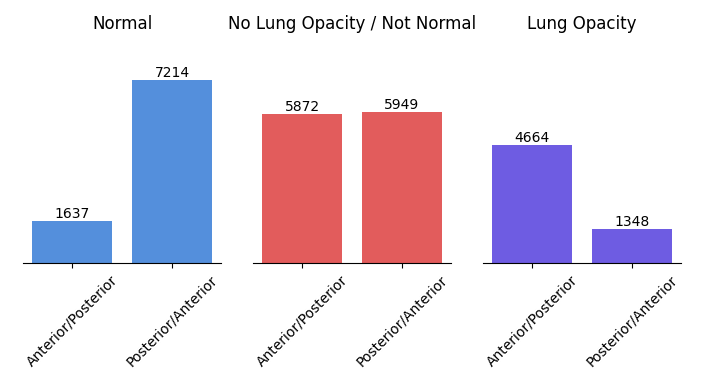 Normal
No Lung Opacity / Not Normal
Lung Opacity
7214
1637
5872
5949
4664
1348
Anterior/Posterior
Posterior/Anterior
Anterior/Posterior
Posterior/Anterior
Anterior/Posterior
Posterior/Anterior